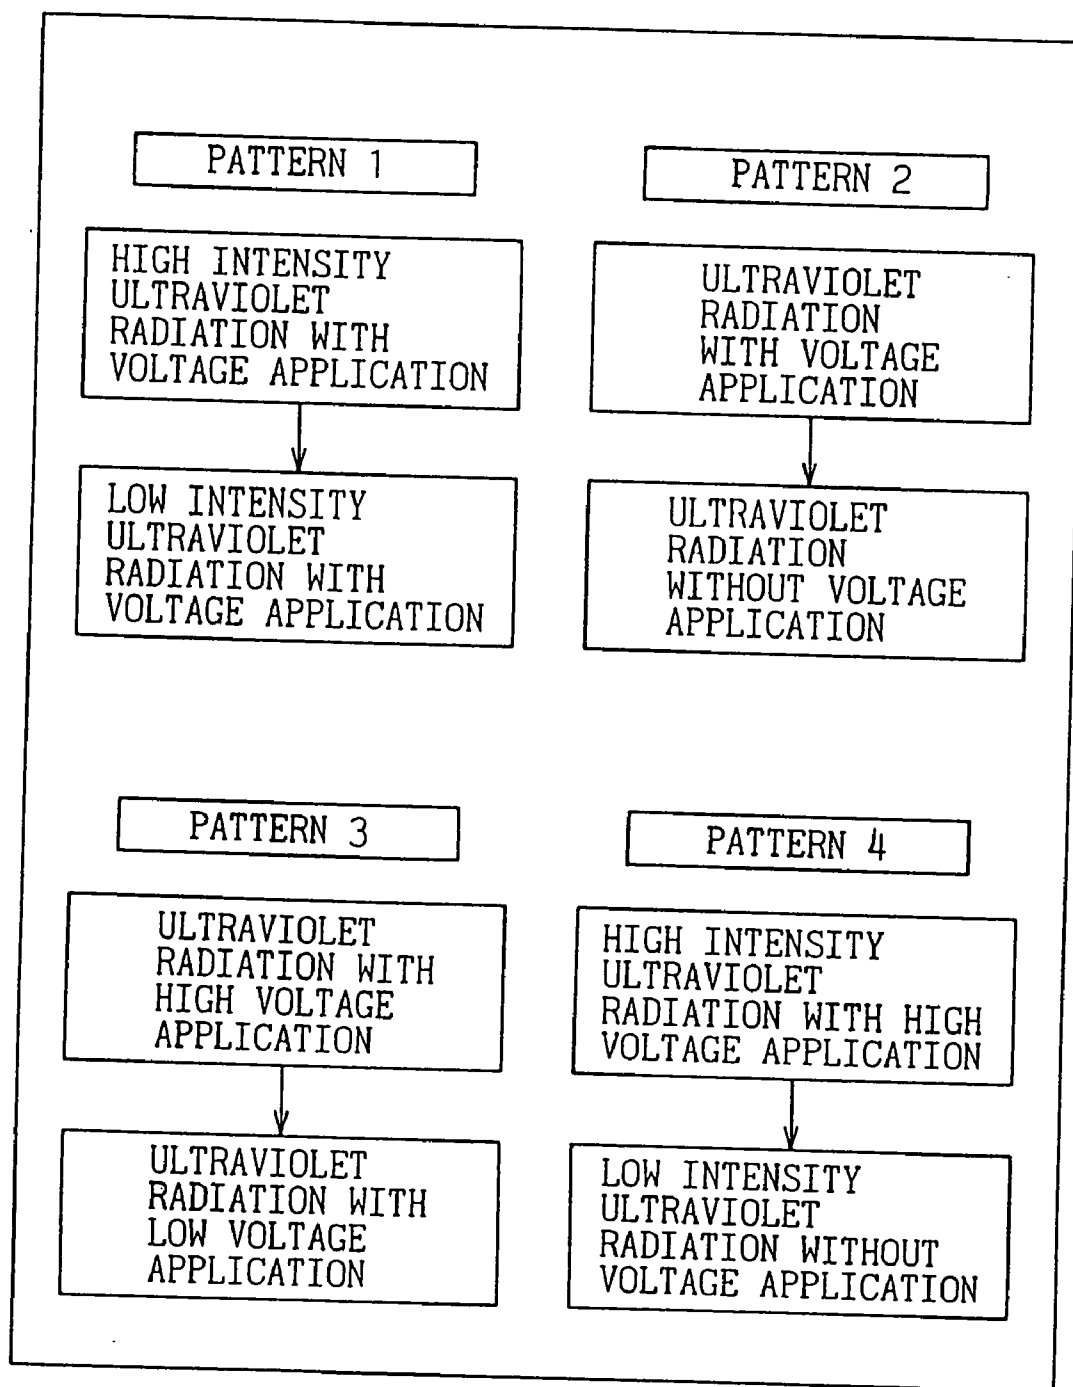 PATTERN 1
HIGH INTENSITY
ULTRAVIOLET
RADIATION WITH
VOLTAGE APPLICATION
LOW INTENSITY
ULTRAVIOLET
RADIATION WITH
VOLTAGE APPLICATION
PATTERN 2
ULTRAVIOLET
RADIATION
WITH VOLTAGE
APPLICATION
ULTRAVIOLET
RADIATION
WITHOUT VOLTAGE
APPLICATION
PATTERN 3
ULTRAVIOLET
RADIATION WITH
HIGH VOLTAGE
APPLICATION
ULTRAVIOLET
RADIATION WITH
LOW VOLTAGE
APPLICATION
PATTERN 4
HIGH INTENSITY
ULTRAVIOLET
RADIATION WITH HIGH
VOLTAGE APPLICATION
LOW INTENSITY
ULTRAVIOLET
RADIATION WITHOUT
VOLTAGE APPLICATION